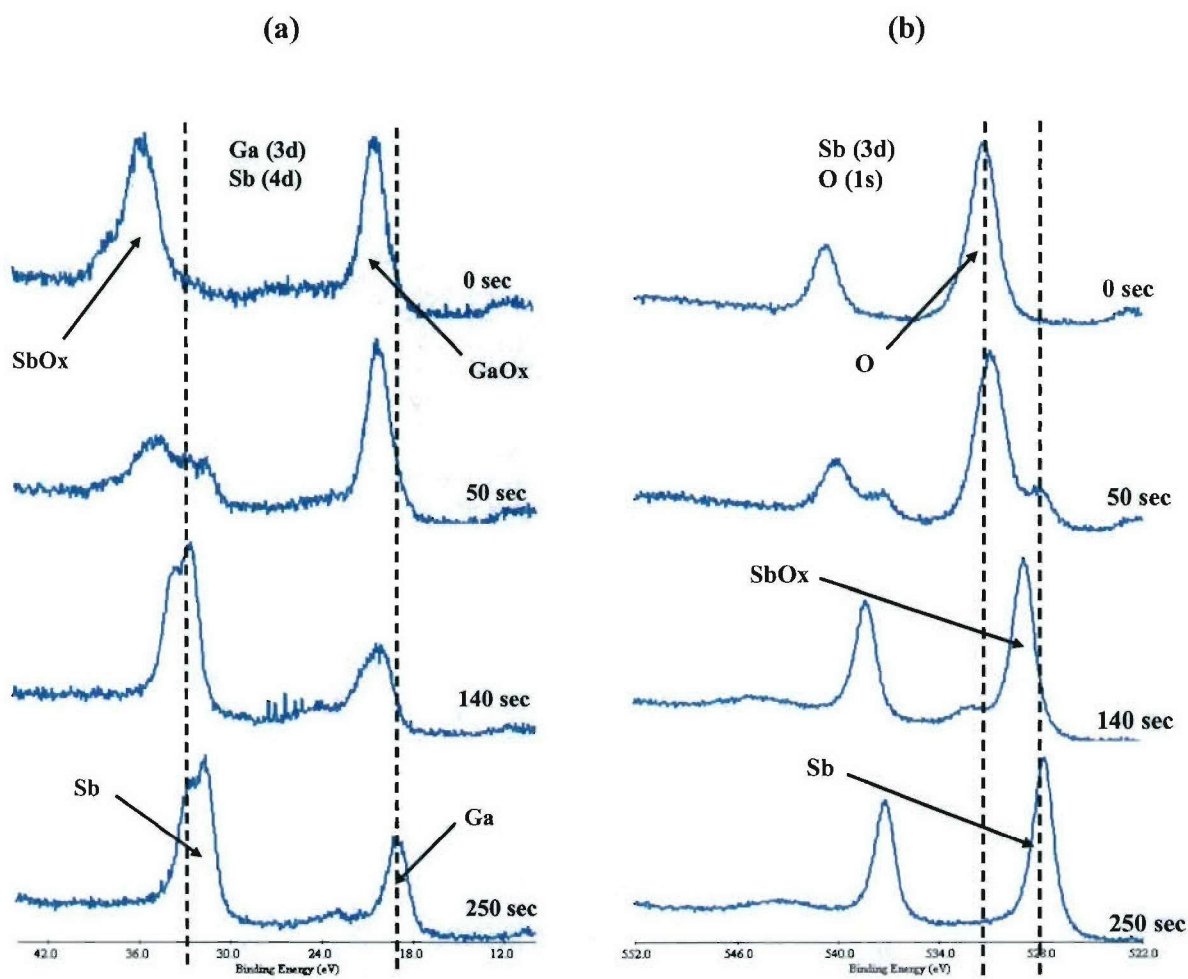 (a)
Ga (3d)
Sb (4d)
0 sec
SbOx
GaOx
50 sec
140 sec
Sb
Ga
250 sec
42.0 36.0 30.0 24.0 18.0 12.0
Binding Energy (eV)
(b)
Sb (3d)
O (1s)
0 sec
O
50 sec
SbOx
140 sec
Sb
250 sec
552.0 546.0 540.0 534.0 528.0 522.0
Binding Energy (eV)